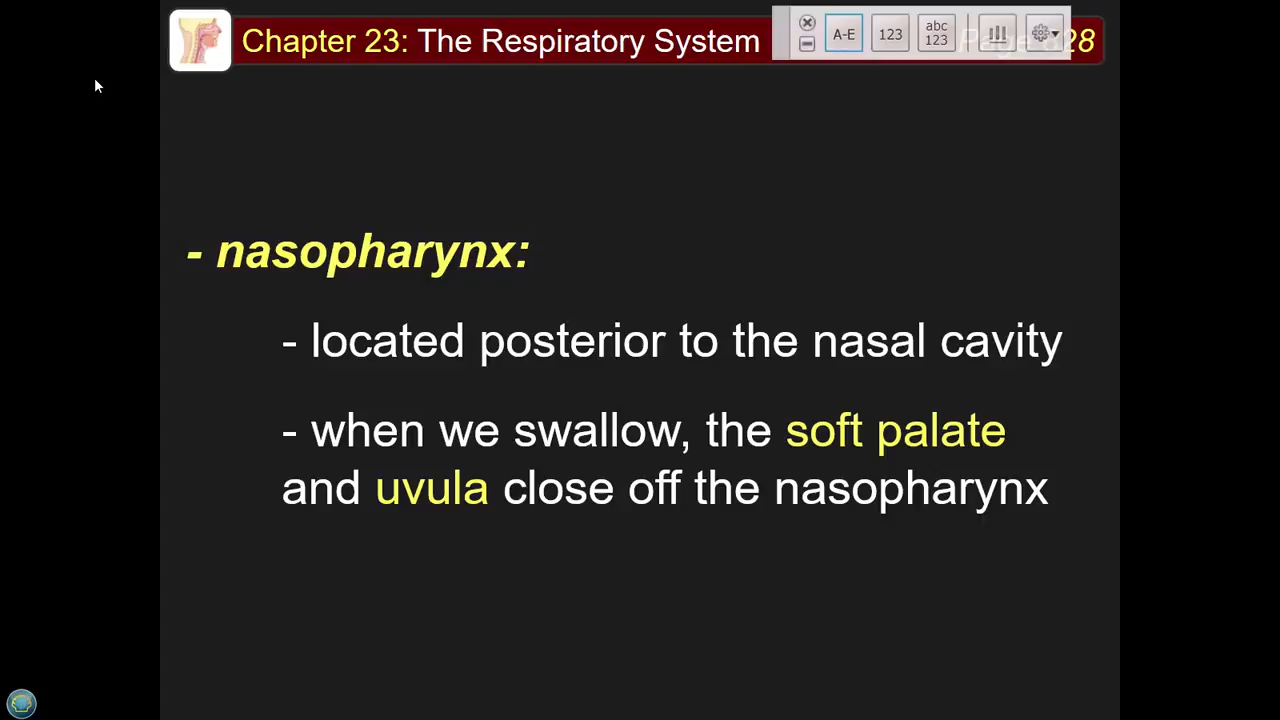 Chapter 23: The Respiratory System
A-E
123
abc
123
- nasopharynx:
- located posterior to the nasal cavity
- when we swallow, the soft palate
and uvula close off the nasopharynx